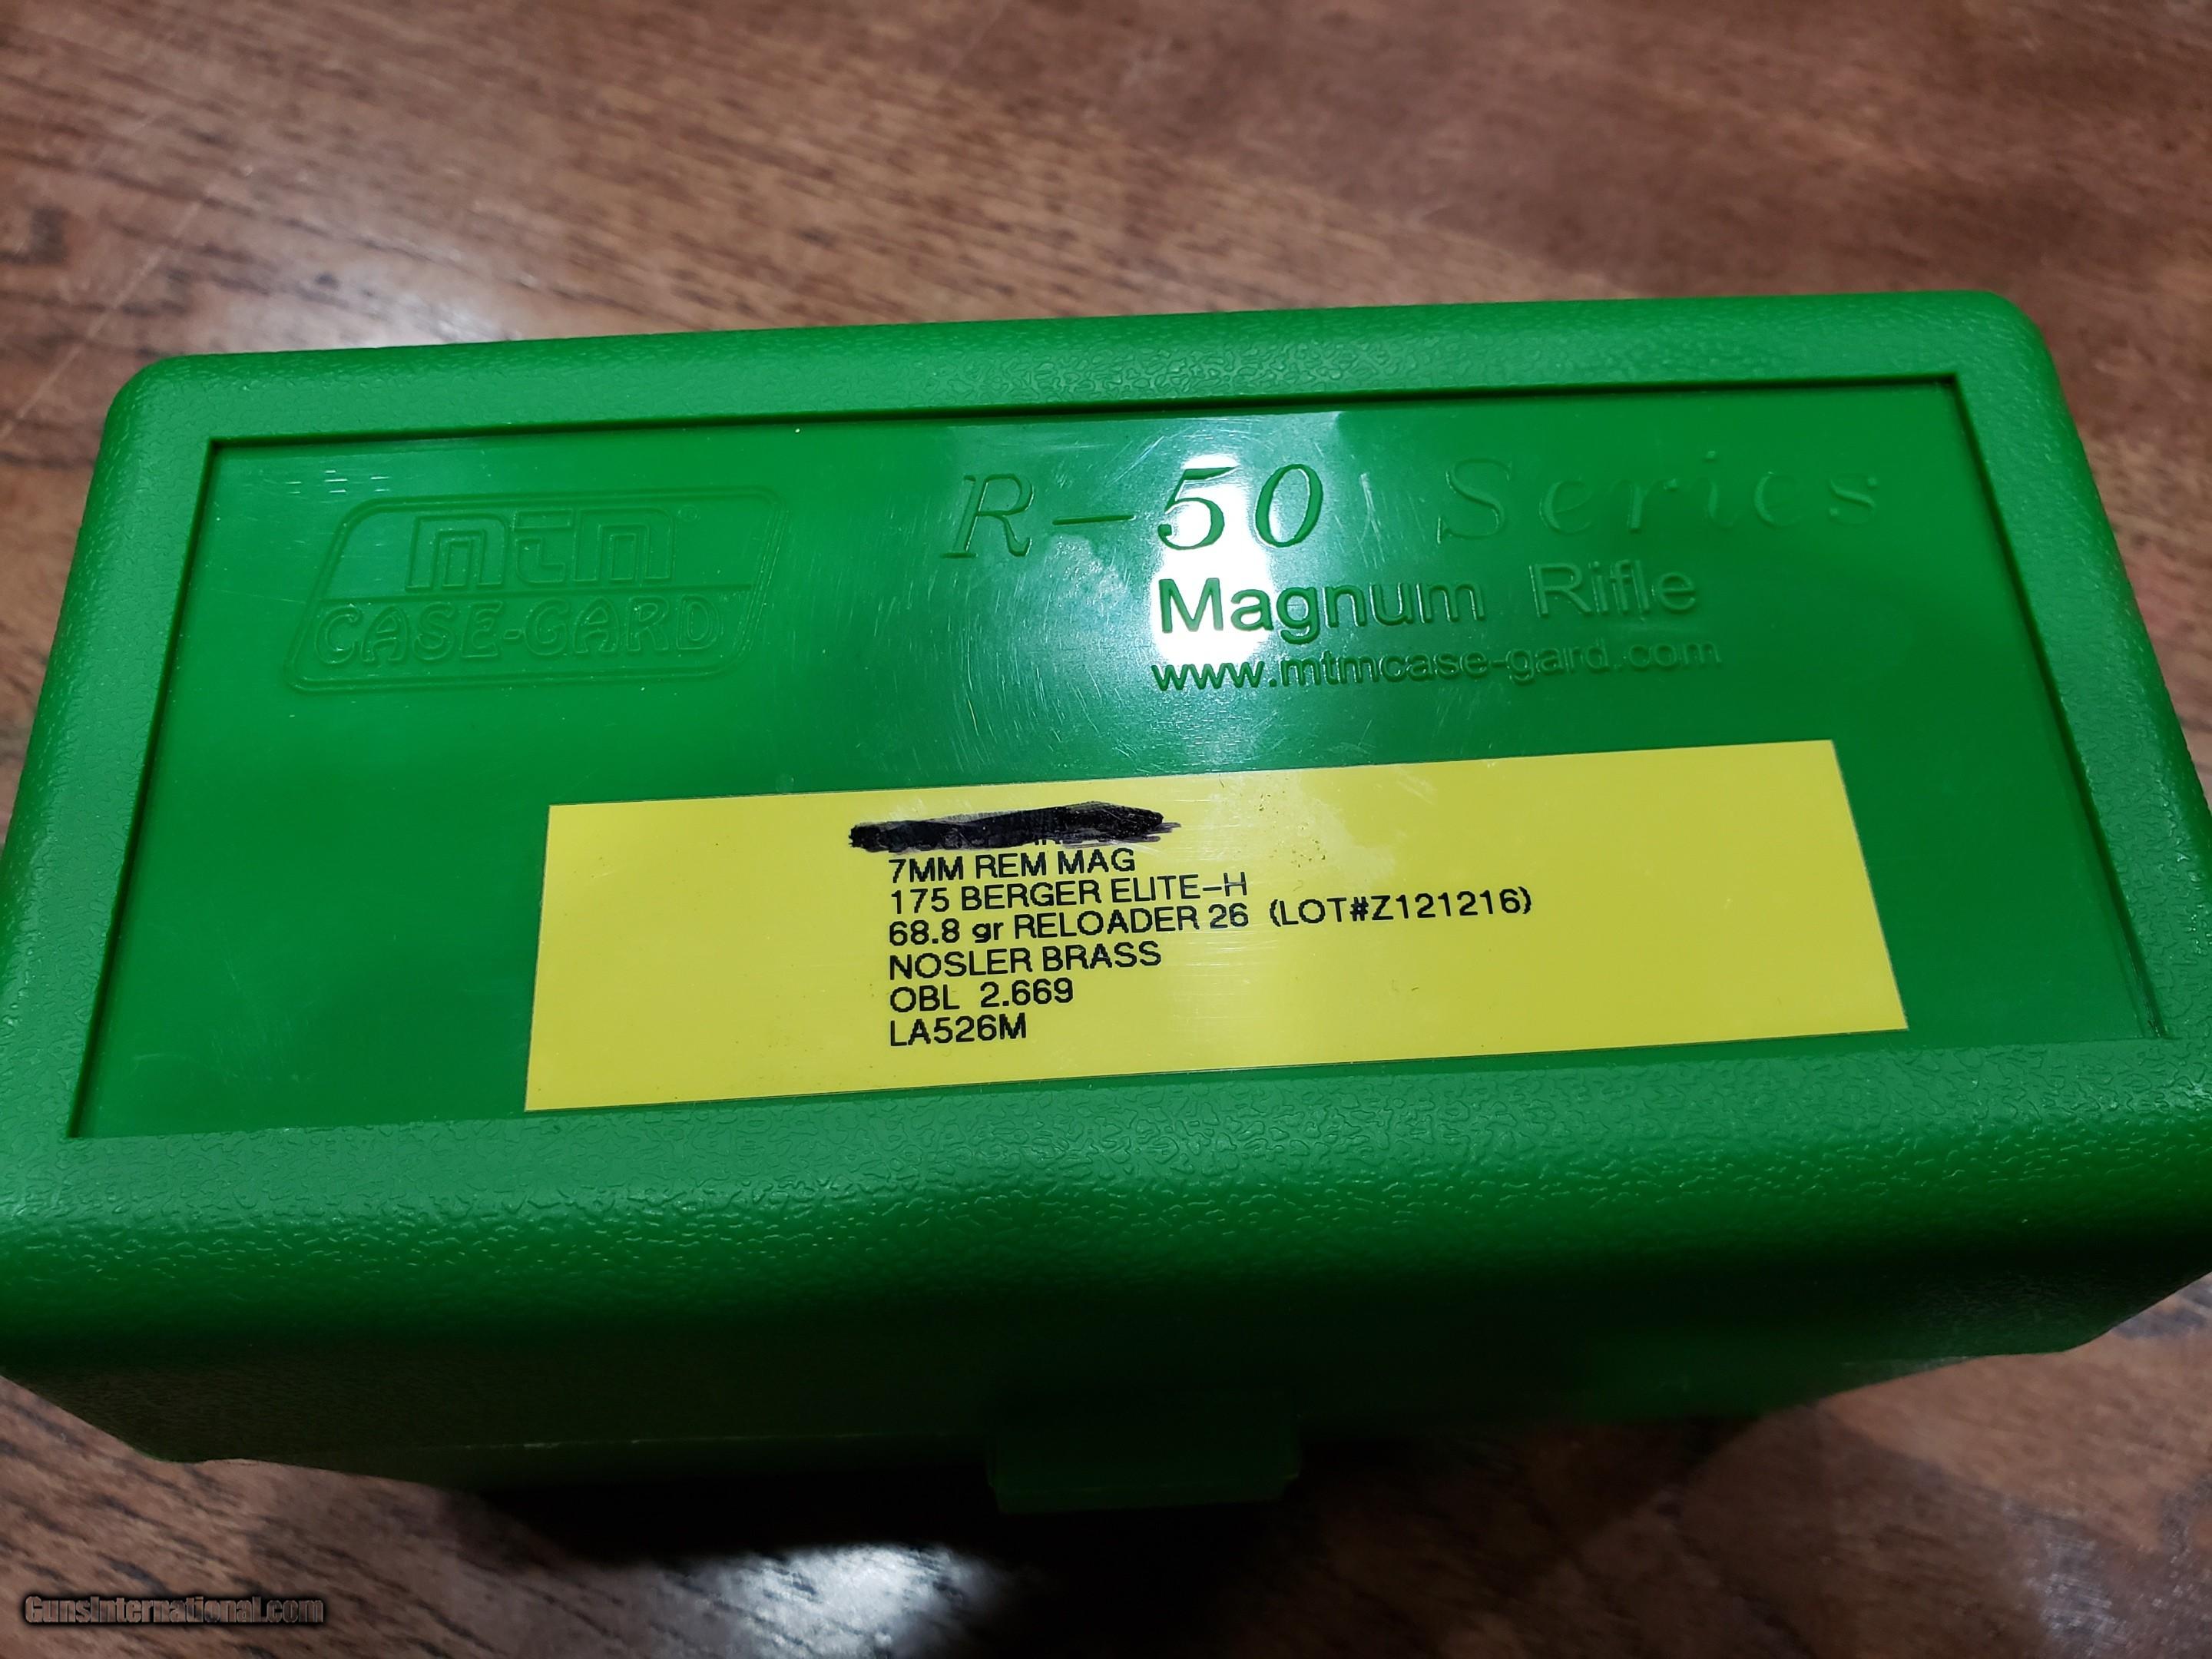 mtm
CASE-GARD
R-50 Series
Magnum Rifle
www.mtmcase-gard.com
7MM REM MAG
175 BERGER ELITE-H
68.8 gr RELOADER 26 (LOT#Z121216)
NOSLER BRASS
OBL 2.669
LA526M
GunsInternational.com